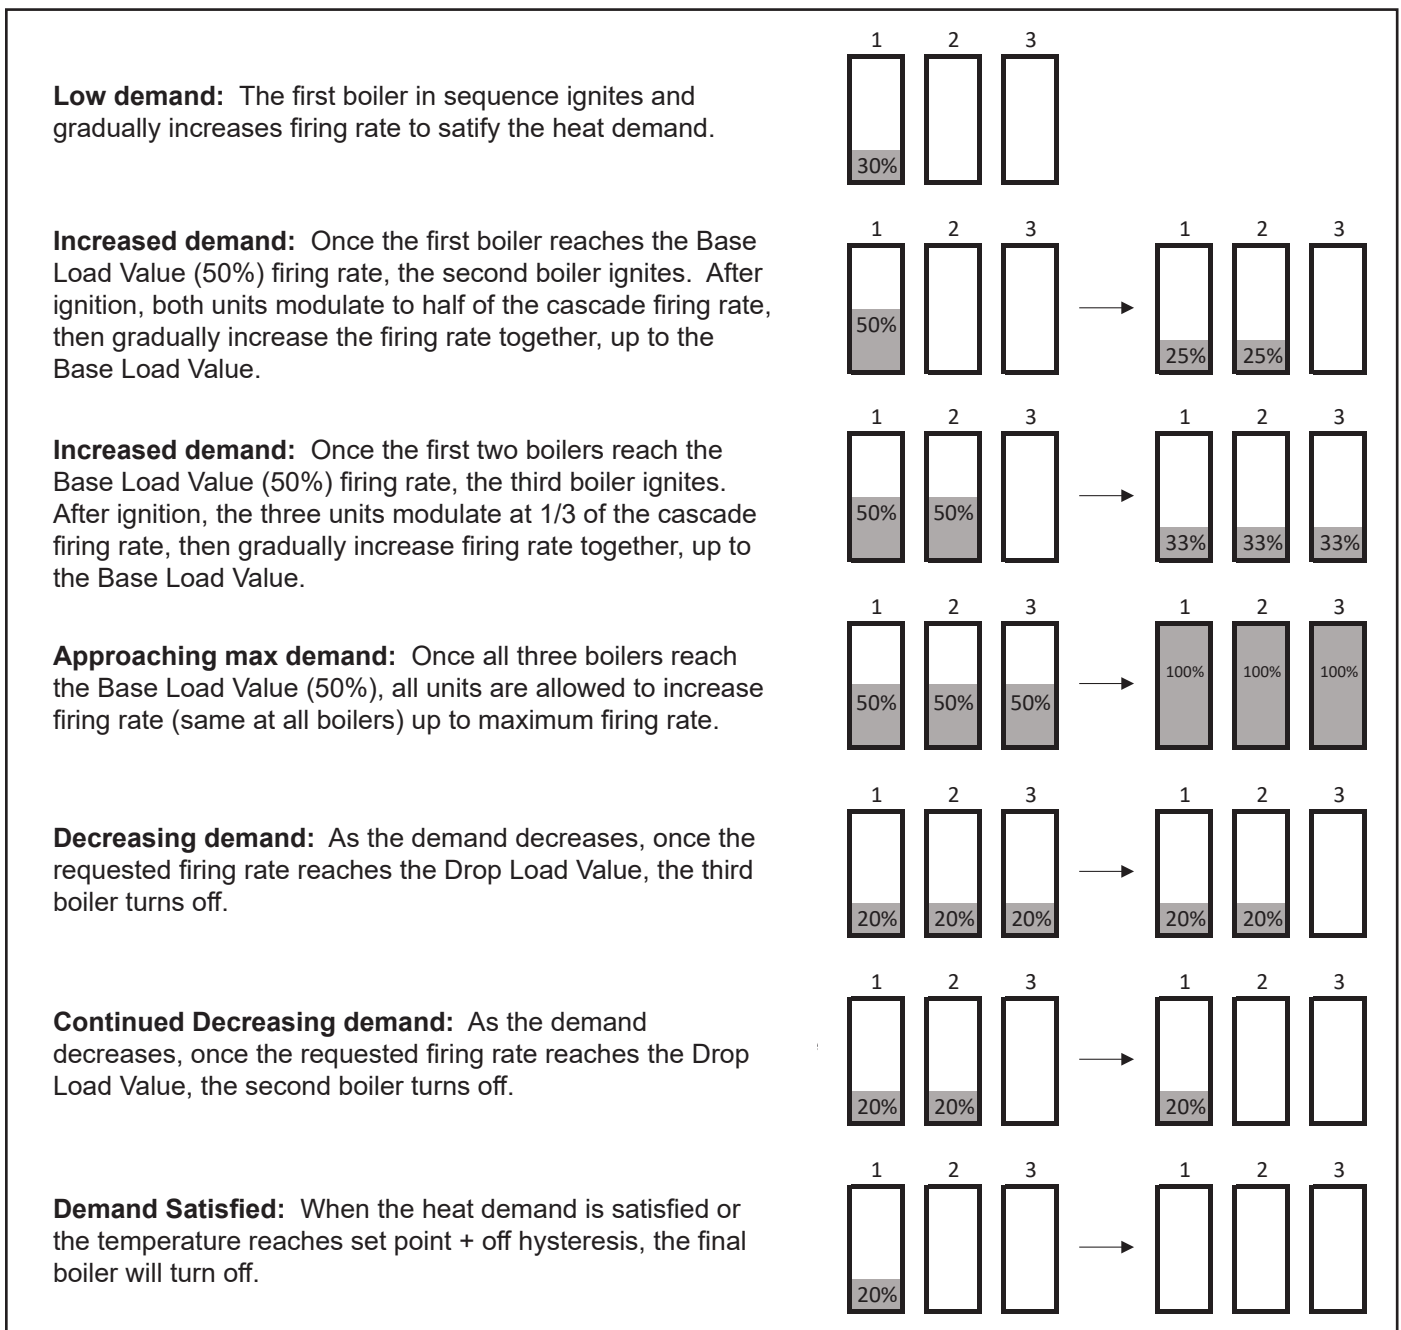 1 2 3
Low demand: The first boiler in sequence ignites and
gradually increases firing rate to satify the heat demand.
30%
1 2 3 1 2 3
Increased demand: Once the first boiler reaches the Base
Load Value (50%) firing rate, the second boiler ignites. After
ignition, both units modulate to half of the cascade firing rate,
then gradually increase the firing rate together, up to the
Base Load Value.
50%
25% 25%
1 2 3 1 2 3
Increased demand: Once the first two boilers reach the
Base Load Value (50%) firing rate, the third boiler ignites.
After ignition, the three units modulate at 1/3 of the cascade
firing rate, then gradually increase firing rate together, up to
the Base Load Value.
50% 50%
33% 33% 33%
1 2 3 1 2 3
Approaching max demand: Once all three boilers reach
the Base Load Value (50%), all units are allowed to increase
firing rate (same at all boilers) up to maximum firing rate.
50% 50% 50%
100% 100% 100%
1 2 3 1 2 3
Decreasing demand: As the demand decreases, once the
requested firing rate reaches the Drop Load Value, the third
boiler turns off.
20% 20% 20% 20% 20%
1 2 3 1 2 3
Continued Decreasing demand: As the demand
decreases, once the requested firing rate reaches the Drop
Load Value, the second boiler turns off.
20% 20% 20%
1 2 3 1 2 3
Demand Satisfied: When the heat demand is satisfied or
the temperature reaches set point + off hysteresis, the final
boiler will turn off.
20%